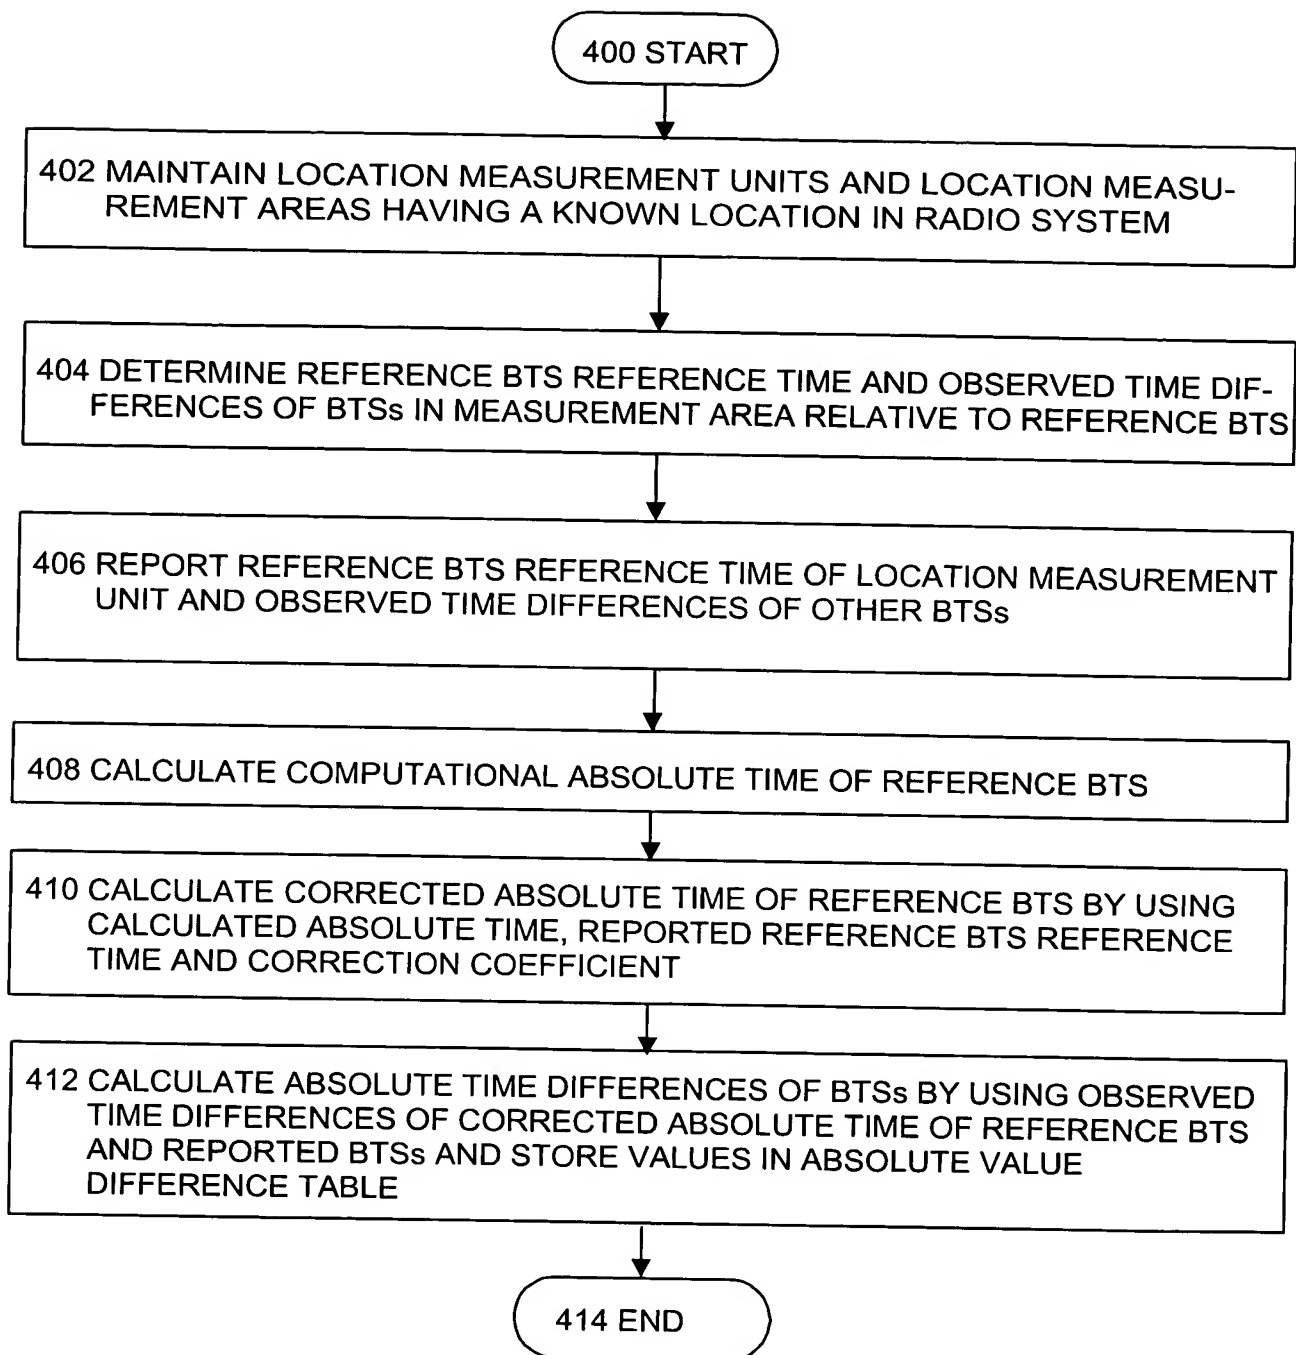 400 START
402 MAINTAIN LOCATION MEASUREMENT UNITS AND LOCATION MEASU-
REMENT AREAS HAVING A KNOWN LOCATION IN RADIO SYSTEM
404 DETERMINE REFERENCE BTS REFERENCE TIME AND OBSERVED TIME DIF-
FERENCES OF BTSs IN MEASUREMENT AREA RELATIVE TO REFERENCE BTS
406 REPORT REFERENCE BTS REFERENCE TIME OF LOCATION MEASUREMENT
UNIT AND OBSERVED TIME DIFFERENCES OF OTHER BTSs
408 CALCULATE COMPUTATIONAL ABSOLUTE TIME OF REFERENCE BTS
410 CALCULATE CORRECTED ABSOLUTE TIME OF REFERENCE BTS BY USING
CALCULATED ABSOLUTE TIME, REPORTED REFERENCE BTS REFERENCE
TIME AND CORRECTION COEFFICIENT
412 CALCULATE ABSOLUTE TIME DIFFERENCES OF BTSs BY USING OBSERVED
TIME DIFFERENCES OF CORRECTED ABSOLUTE TIME OF REFERENCE BTS
AND REPORTED BTSs AND STORE VALUES IN ABSOLUTE VALUE
DIFFERENCE TABLE
414 END